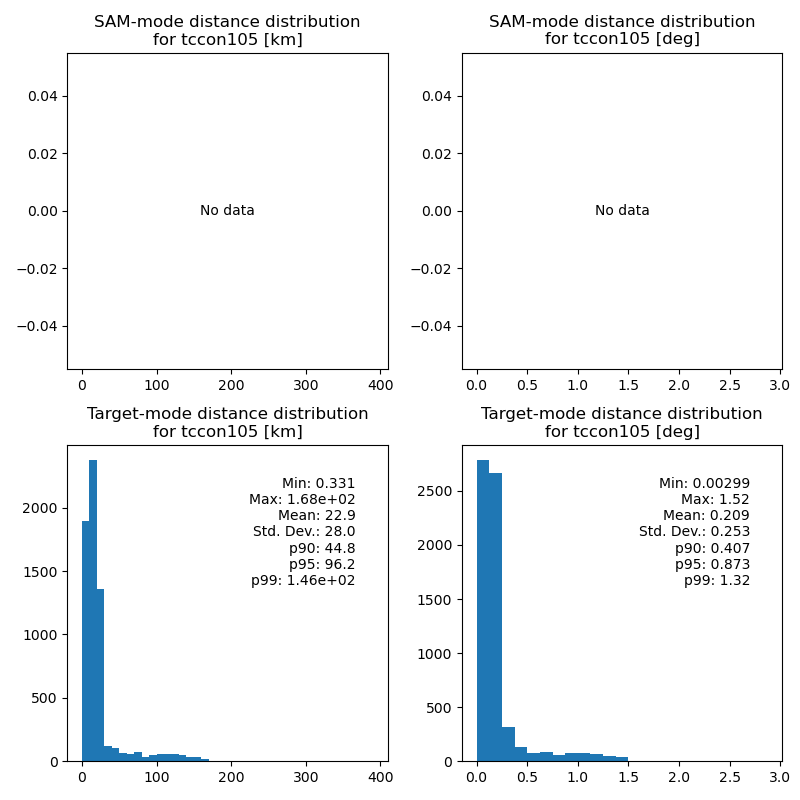 SAM-mode distance distribution
for tccon105 [km]
0.04
0.02
0.00
−0.02
−0.04
No data
0 100 200 300 400
SAM-mode distance distribution
for tccon105 [deg]
0.04
0.02
0.00
−0.02
−0.04
No data
0.0 0.5 1.0 1.5 2.0 2.5 3.0
Target-mode distance distribution
for tccon105 [km]
2000
1500
1000
500
0
Min: 0.331
Max: 1.68e+02
Mean: 22.9
Std. Dev.: 28.0
p90: 44.8
p95: 96.2
p99: 1.46e+02
0 100 200 300 400
Target-mode distance distribution
for tccon105 [deg]
2500
2000
1500
1000
500
0
Min: 0.00299
Max: 1.52
Mean: 0.209
Std. Dev.: 0.253
p90: 0.407
p95: 0.873
p99: 1.32
0.0 0.5 1.0 1.5 2.0 2.5 3.0